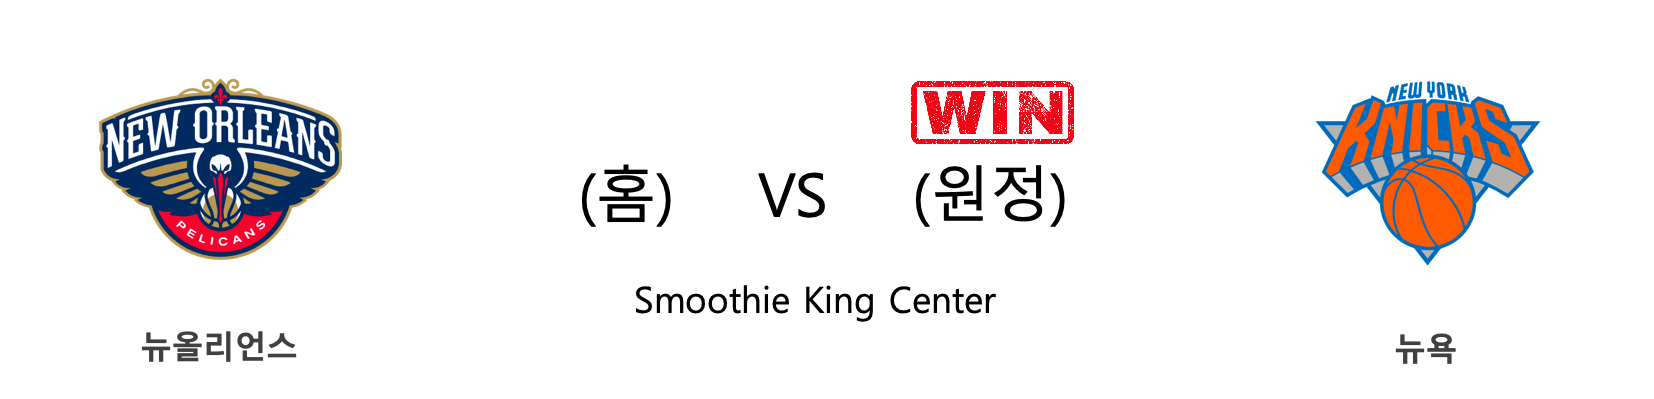 NEW ORLEANS
PELICANS
뉴올리언스
WIN
(홈) VS (원정)
Smoothie King Center
NEW YORK
KNICKS
뉴욕